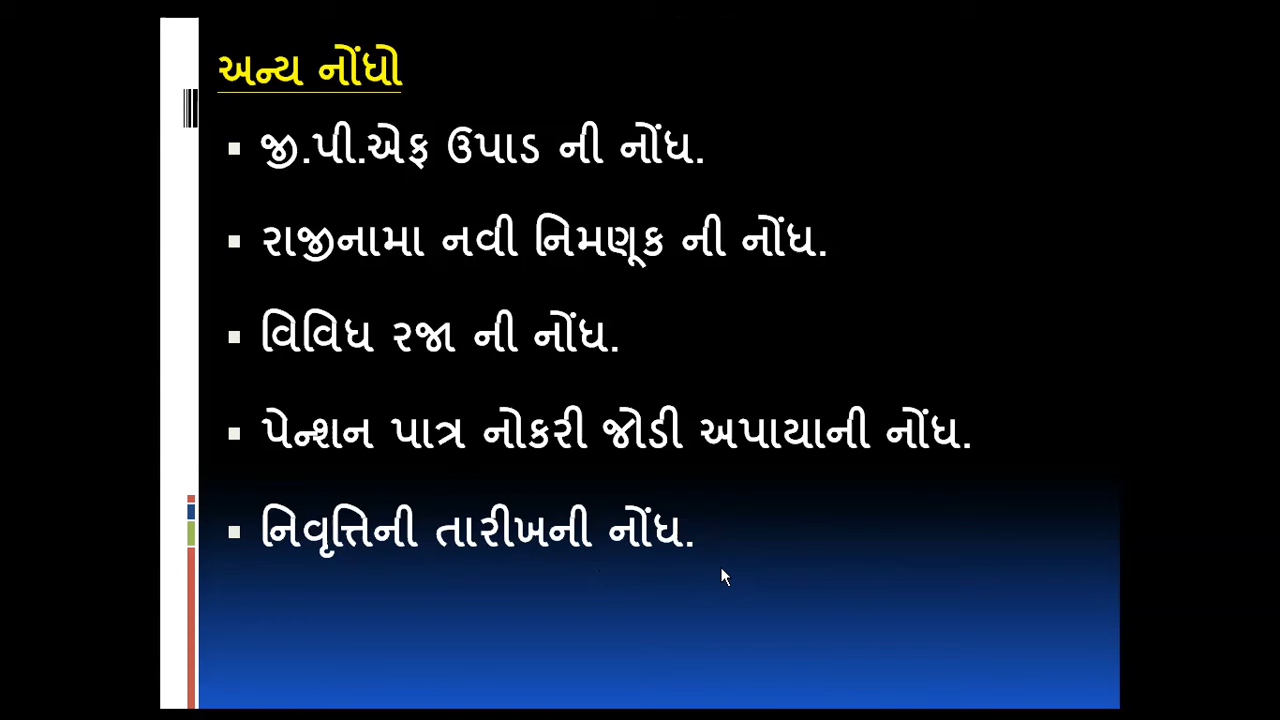 અન્ય નોંધો
જી.પી.એફ ઉપાડ ની નોંધ.
રાજીનામા નવી નિમણૂક ની નોંધ.
વિવિધ રજા ની નોંધ.
પેન્શન પાત્ર નોકરી જોડી અપાયાની નોંધ.
નિવૃત્તિની તારીખની નોંધ.